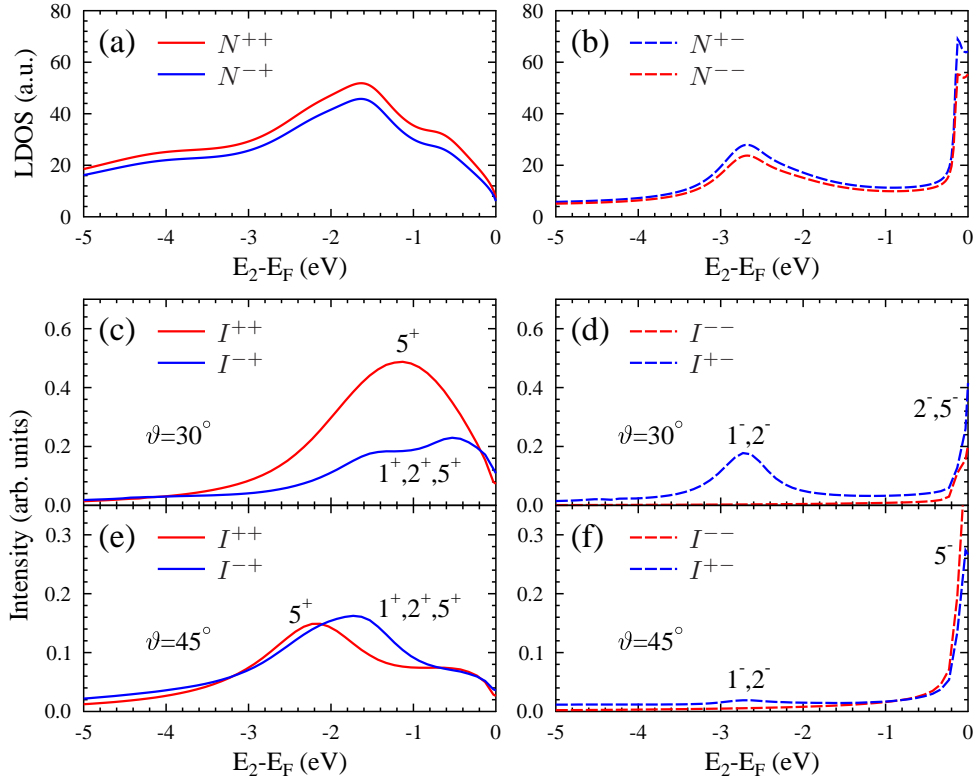 (a)
N⁺⁺
N⁻⁺
LDOS (a.u.)
80
60
40
20
0
-5 -4 -3 -2 -1 0
E₂-E_F (eV)
(b)
N⁺⁻
N⁻⁻
80
60
40
20
0
-5 -4 -3 -2 -1 0
E₂-E_F (eV)
Intensity (arb. units)
(c)
I⁺⁺
I⁻⁺
5⁺
ϑ=30°
1⁺,2⁺,5⁺
0.6
0.4
0.2
0.0
(d)
I⁻⁻
I⁺⁻
2⁻,5⁻
ϑ=30°
1⁻,2⁻
0.6
0.4
0.2
0.0
(e)
I⁺⁺
I⁻⁺
5⁺
1⁺,2⁺,5⁺
ϑ=45°
0.3
0.2
0.1
0.0
-5 -4 -3 -2 -1 0
E₂-E_F (eV)
(f)
I⁻⁻
I⁺⁻
5⁻
ϑ=45°
1⁻,2⁻
0.3
0.2
0.1
0.0
-5 -4 -3 -2 -1 0
E₂-E_F (eV)